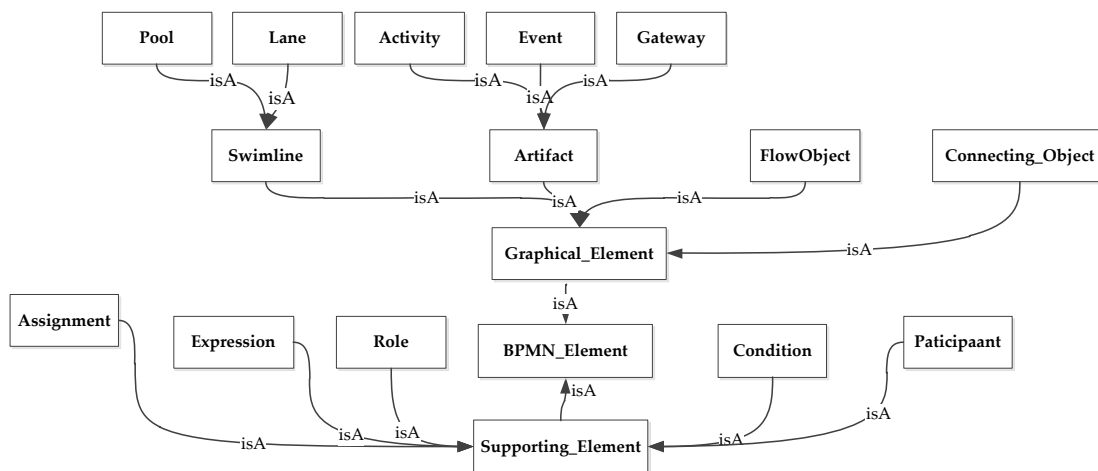 Pool
Lane
Activity
Event
Gateway
isA
isA
isA
isA
isA
Swimline
Artifact
FlowObject
Connecting_Object
isA
isA
isA
Graphical_Element
isA
isA
Assignment
Expression
Role
BPMN_Element
Condition
Paticipaant
isA
isA
isA
isA
isA
isA
Supporting_Element